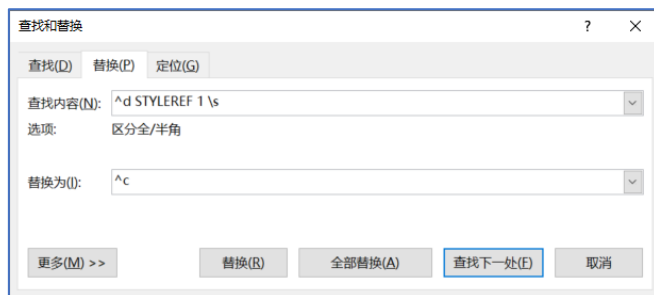 查找和替换 ? ×
查找(D) 替换(P) 定位(G)
查找内容(N): ^d STYLEREF 1 \s
选项: 区分全/半角
替换为(I): ^c
更多(M) >> 替换(R) 全部替换(A) 查找下一处(F) 取消